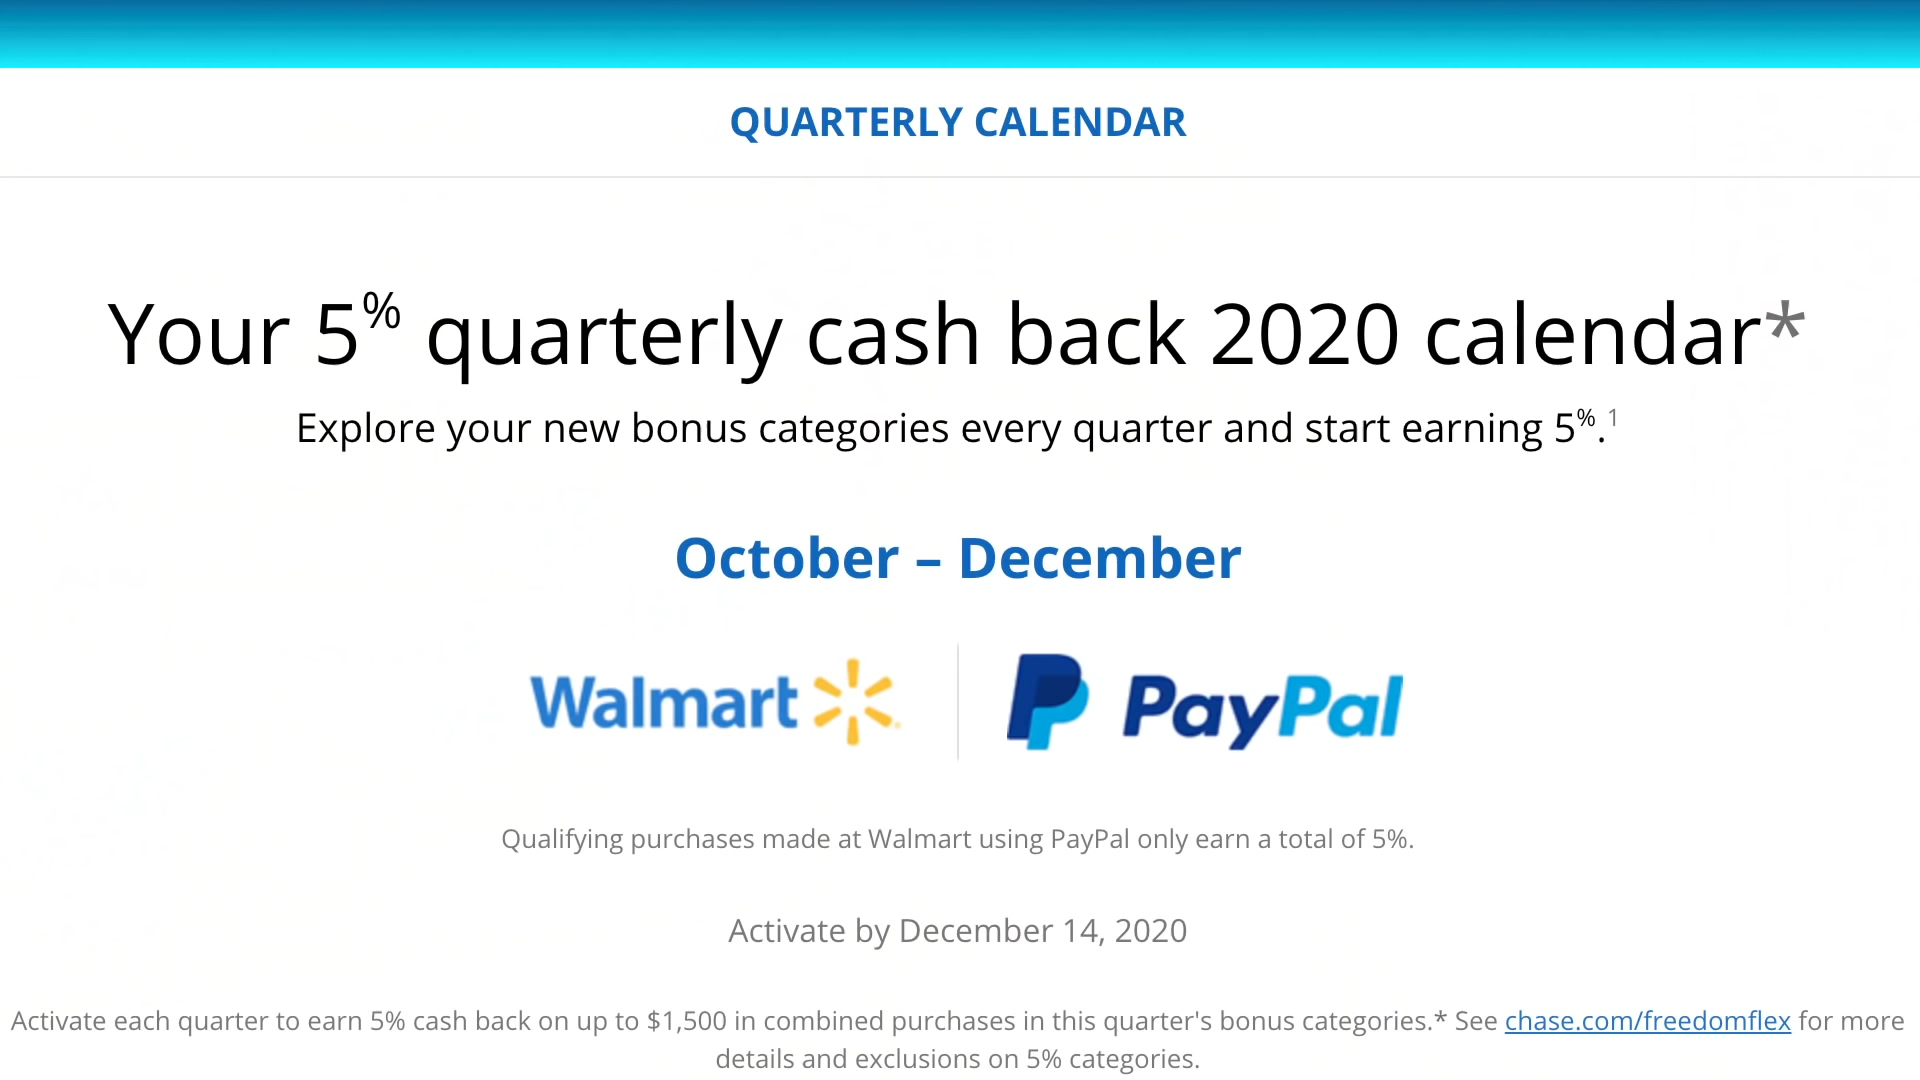 QUARTERLY CALENDAR
Your 5% quarterly cash back 2020 calendar*
Explore your new bonus categories every quarter and start earning 5%.1
October – December
Walmart PayPal
Qualifying purchases made at Walmart using PayPal only earn a total of 5%.
Activate by December 14, 2020
Activate each quarter to earn 5% cash back on up to $1,500 in combined purchases in this quarter's bonus categories.* See chase.com/freedomflex for more
details and exclusions on 5% categories.